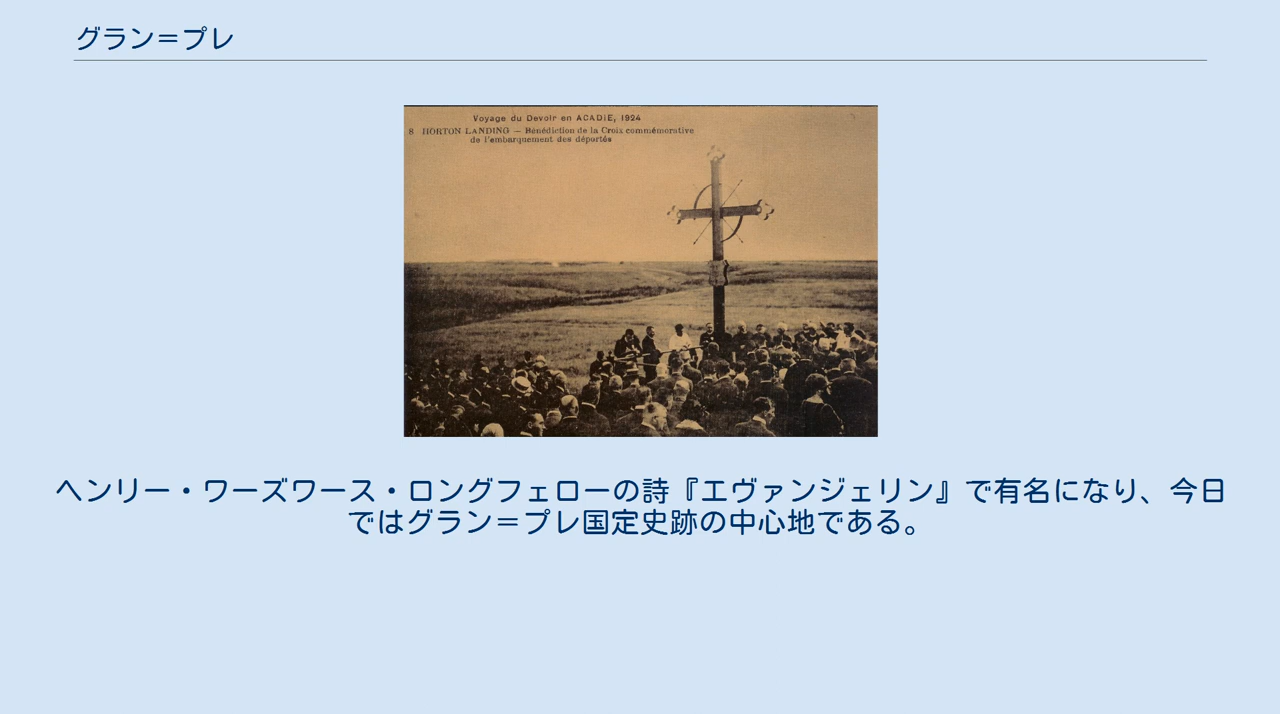 グラン＝プレ
Voyage du Devoir en ACADIE, 1924
8 HORTON LANDING — Bénédiction de la Croix commémorative
de l'embarquement des déportés
ヘンリー・ワーズワース・ロングフェローの詩『エヴァンジェリン』で有名になり、今日
ではグラン＝プレ国定史跡の中心地である。